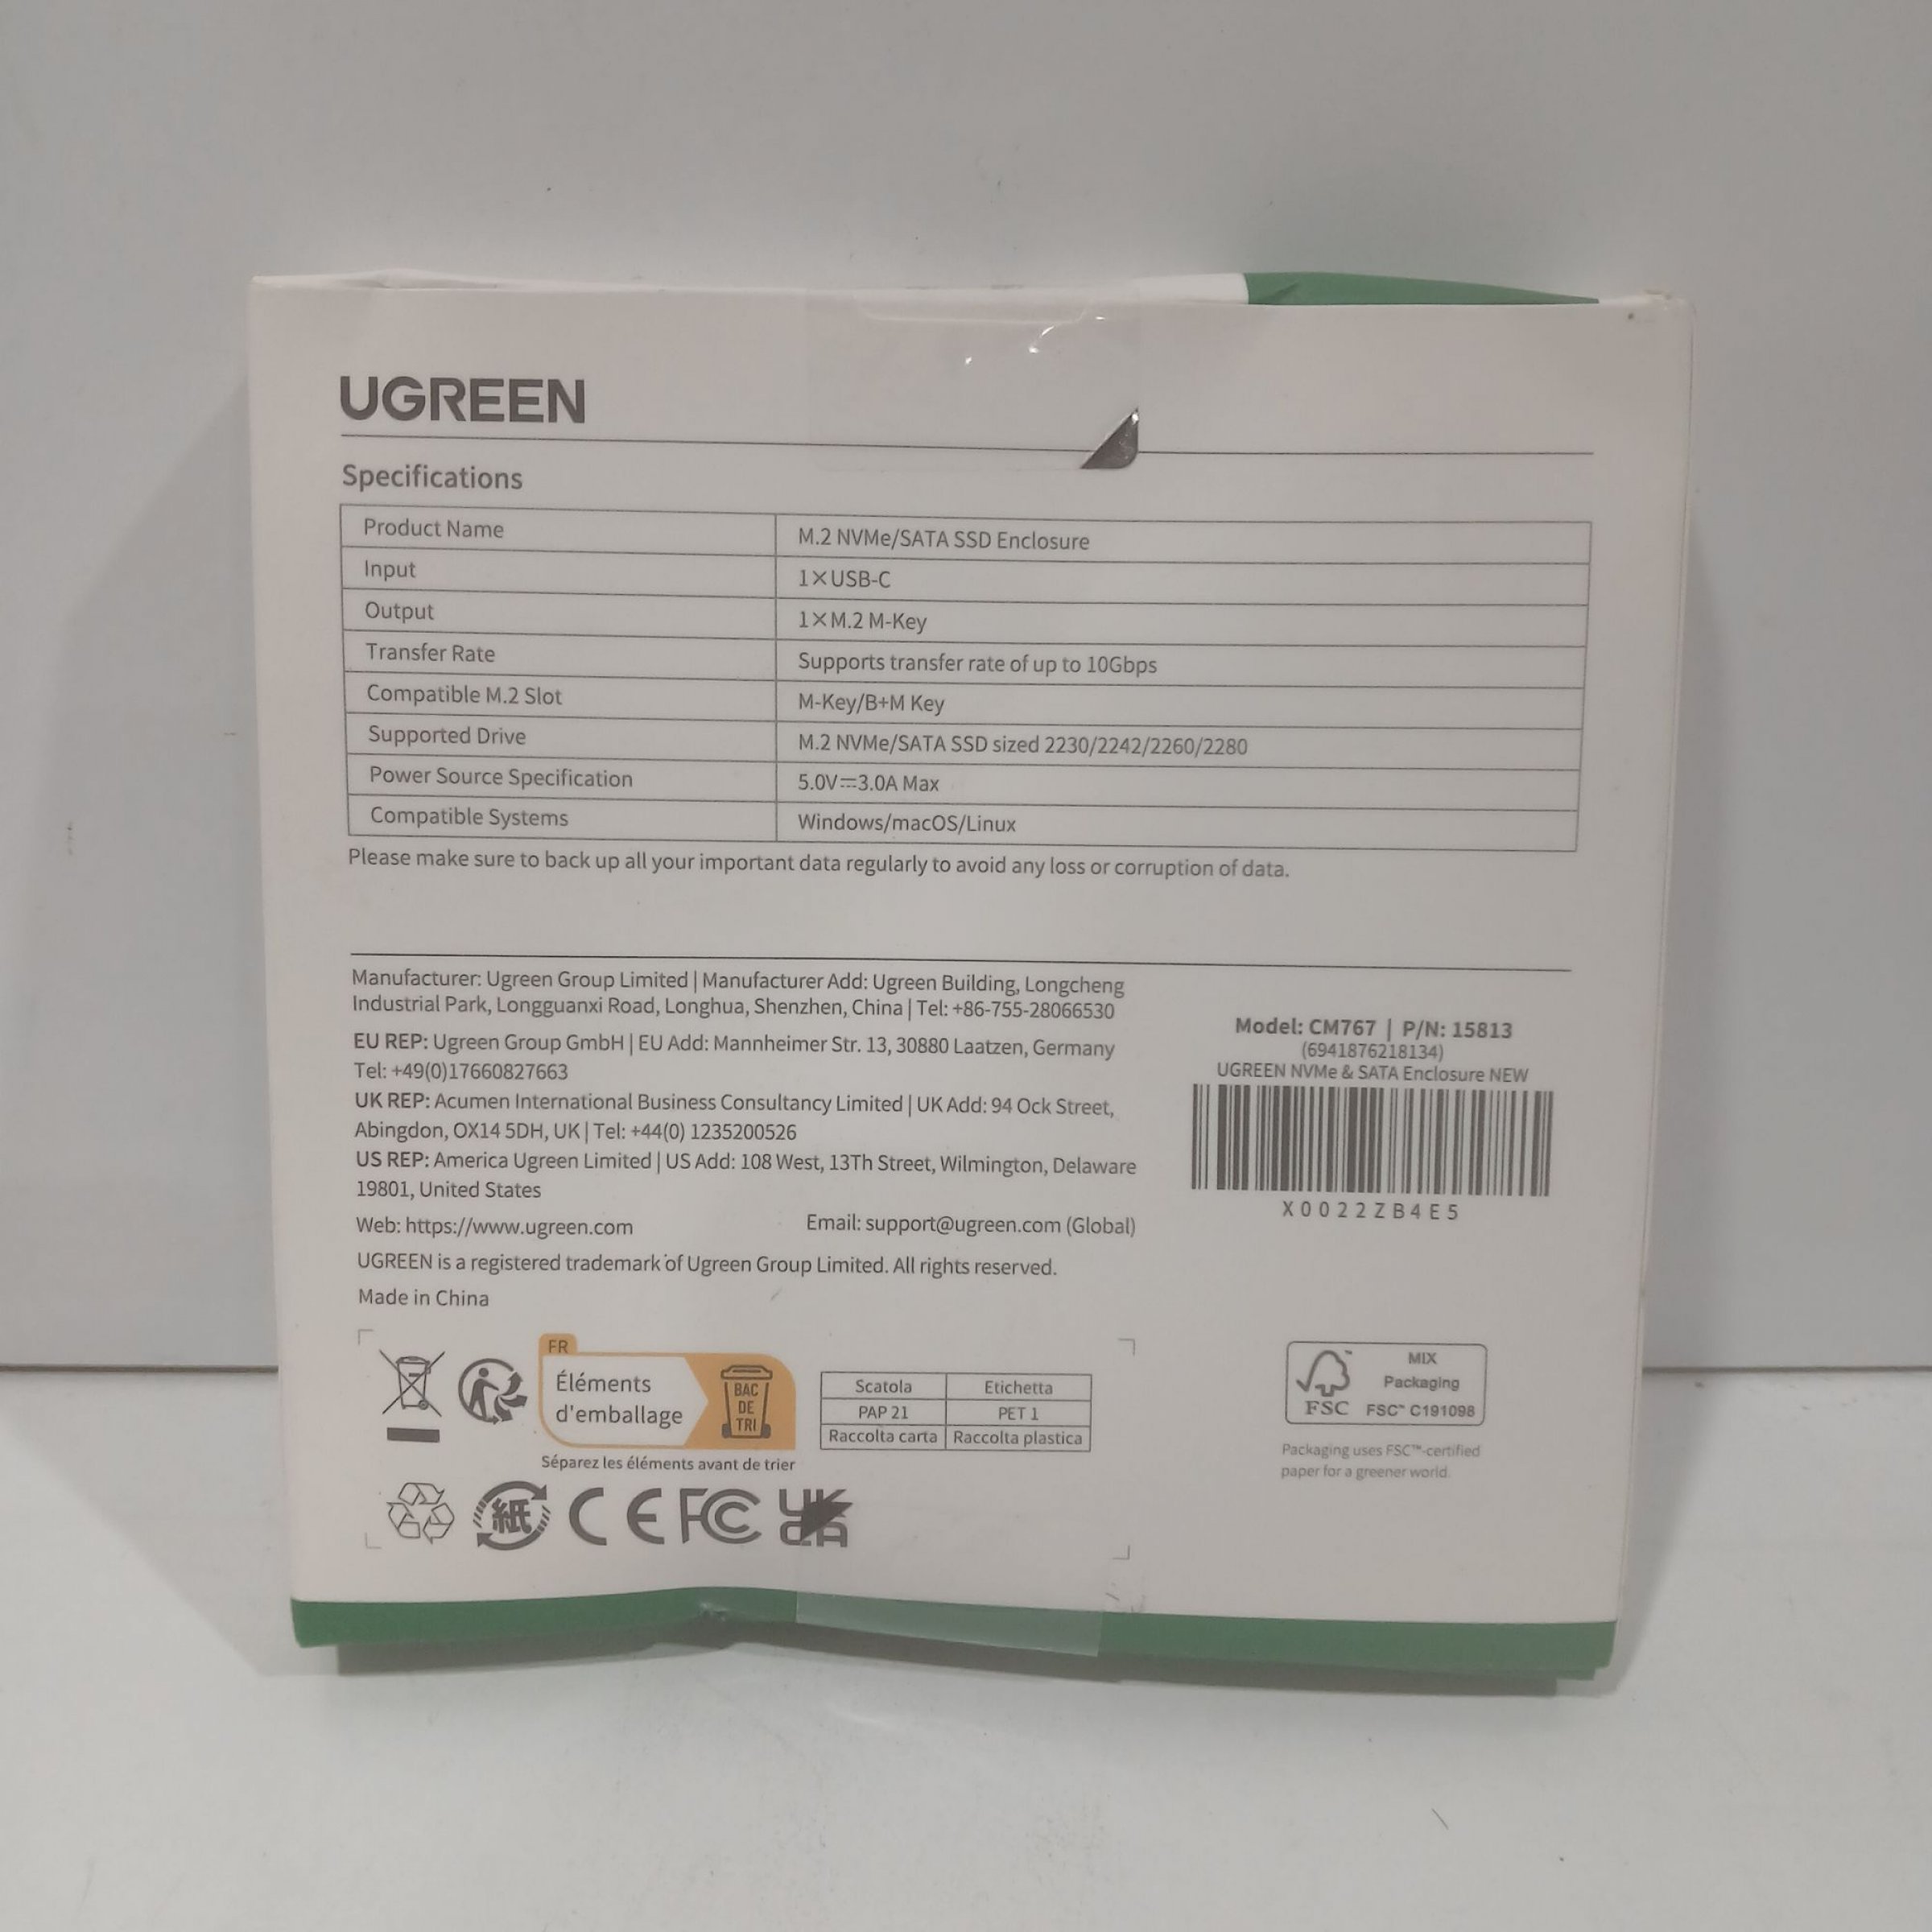 UGREEN
Specifications
Product Name M.2 NVMe/SATA SSD Enclosure
Input 1×USB-C
Output 1×M.2 M-Key
Transfer Rate Supports transfer rate of up to 10Gbps
Compatible M.2 Slot M-Key/B+M Key
Supported Drive M.2 NVMe/SATA SSD sized 2230/2242/2260/2280
Power Source Specification 5.0V⎓3.0A Max
Compatible Systems Windows/macOS/Linux
Please make sure to back up all your important data regularly to avoid any loss or corruption of data.
Manufacturer: Ugreen Group Limited | Manufacturer Add: Ugreen Building, Longcheng
Industrial Park, Longguanxi Road, Longhua, Shenzhen, China | Tel: +86-755-28066530
EU REP: Ugreen Group GmbH | EU Add: Mannheimer Str. 13, 30880 Laatzen, Germany
Tel: +49(0)17660827663
UK REP: Acumen International Business Consultancy Limited | UK Add: 94 Ock Street,
Abingdon, OX14 5DH, UK | Tel: +44(0) 1235200526
US REP: America Ugreen Limited | US Add: 108 West, 13Th Street, Wilmington, Delaware
19801, United States
Web: https://www.ugreen.com Email: support@ugreen.com (Global)
UGREEN is a registered trademark of Ugreen Group Limited. All rights reserved.
Made in China
Model: CM767 | P/N: 15813
(6941876218134)
UGREEN NVMe & SATA Enclosure NEW
X0022ZB4E5
FR
Éléments
d'emballage
BAC
DE
TRI
Séparez les éléments avant de trier
Scatola Etichetta
PAP 21 PET 1
Raccolta carta Raccolta plastica
紙 CE FC UKCA
MIX
Packaging
FSC FSC™ C191098
Packaging uses FSC™-certified
paper for a greener world.